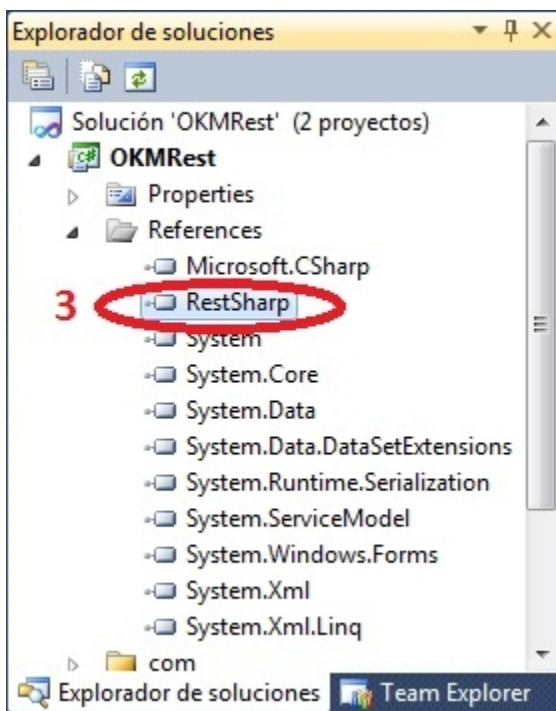 Explorador de soluciones
Solución 'OKMRest' (2 proyectos)
C# OKMRest
Properties
References
Microsoft.CSharp
3 RestSharp
System
System.Core
System.Data
System.Data.DataSetExtensions
System.Runtime.Serialization
System.ServiceModel
System.Windows.Forms
System.Xml
System.Xml.Linq
com
Explorador de soluciones Team Explorer